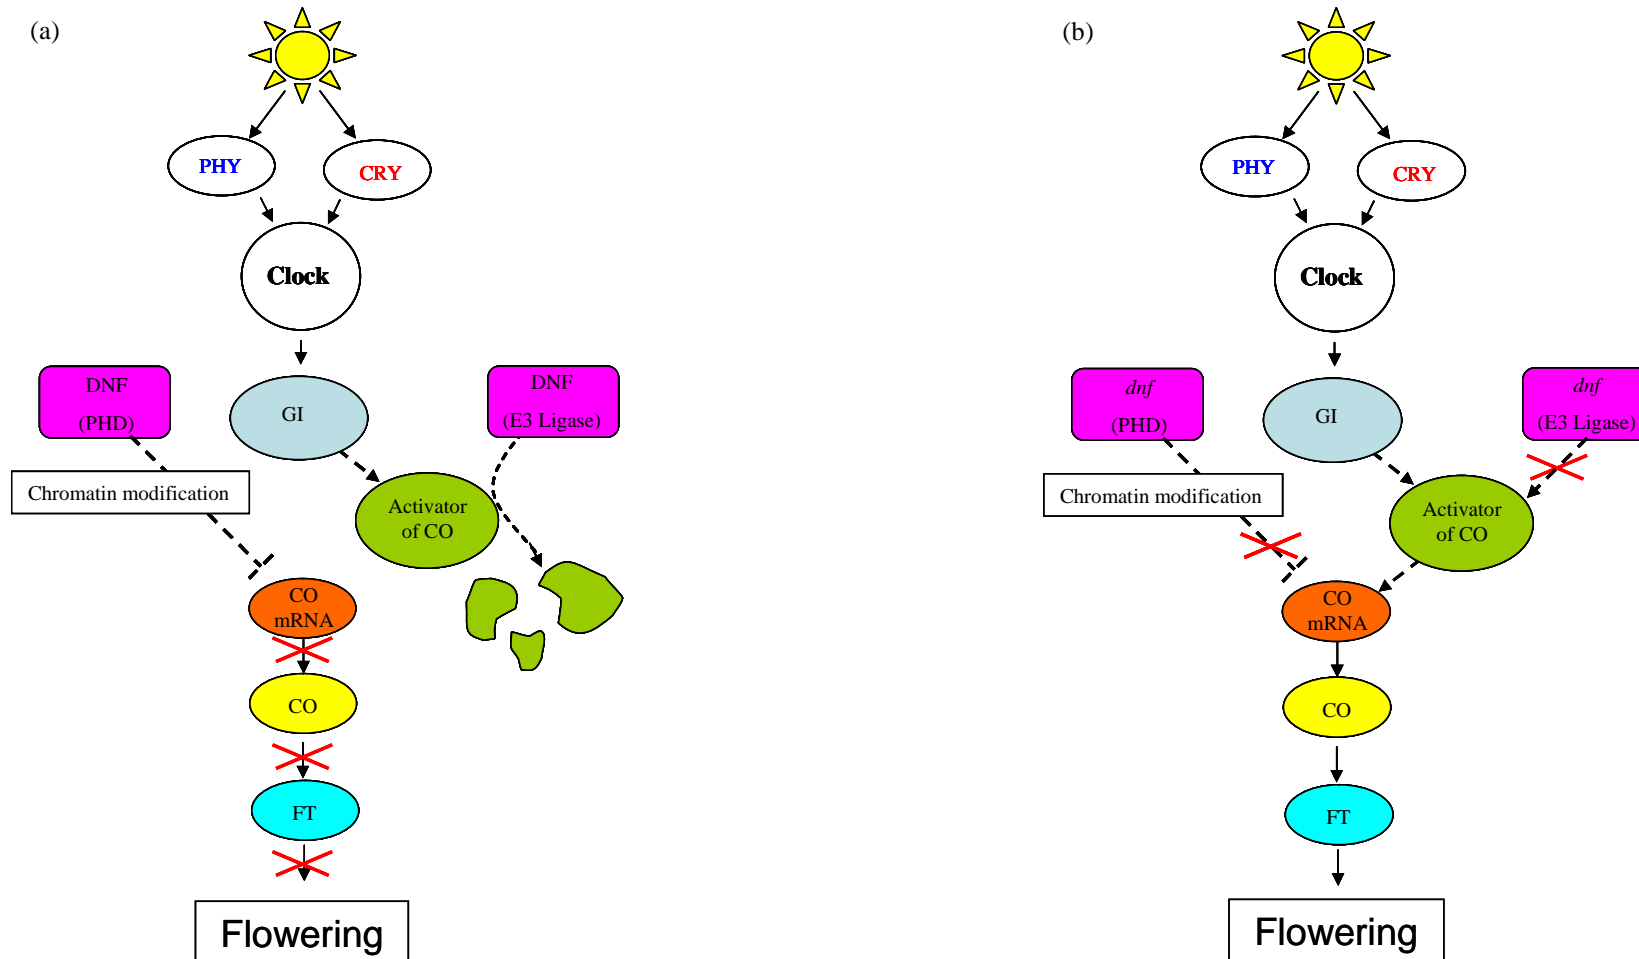 (a)
PHY
CRY
Clock
DNF
(PHD)
GI
DNF
(E3 Ligase)
Chromatin modification
Activator
of CO
CO
mRNA
CO
FT
Flowering
(b)
PHY
CRY
Clock
dnf
(PHD)
GI
dnf
(E3 Ligase)
Chromatin modification
Activator
of CO
CO
mRNA
CO
FT
Flowering